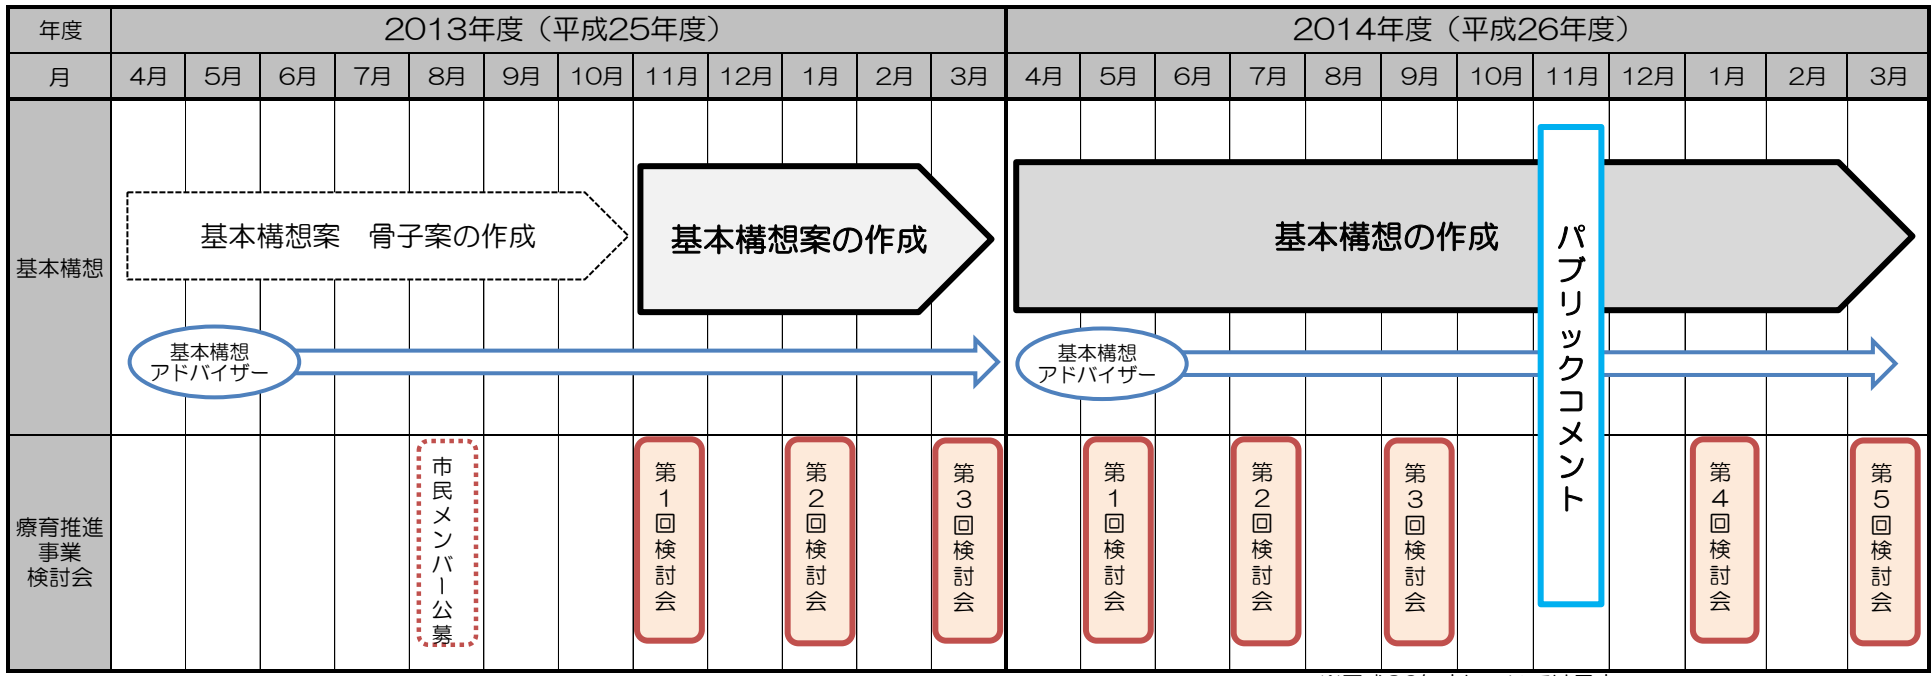 年度 2013年度（平成25年度） 2014年度（平成26年度）
月 4月 5月 6月 7月 8月 9月 10月 11月 12月 1月 2月 3月 4月 5月 6月 7月 8月 9月 10月 11月 12月 1月 2月 3月
基本構想
基本構想案　骨子案の作成
基本構想案の作成
基本構想の作成
パブリックコメント
基本構想
アドバイザー
基本構想
アドバイザー
療育推進
事業
検討会
市民メンバー公募
第1回検討会
第2回検討会
第3回検討会
第1回検討会
第2回検討会
第3回検討会
第4回検討会
第5回検討会